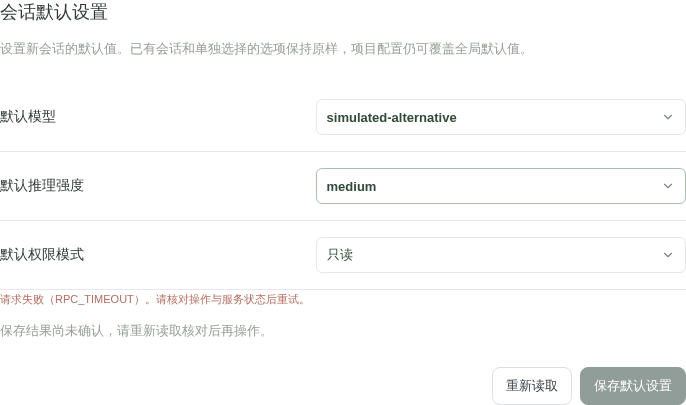 会话默认设置
设置新会话的默认值。已有会话和单独选择的选项保持原样，项目配置仍可覆盖全局默认值。
默认模型
simulated-alternative
默认推理强度
medium
默认权限模式
只读
请求失败（RPC_TIMEOUT）。请核对操作与服务状态后重试。
保存结果尚未确认，请重新读取核对后再操作。
重新读取
保存默认设置